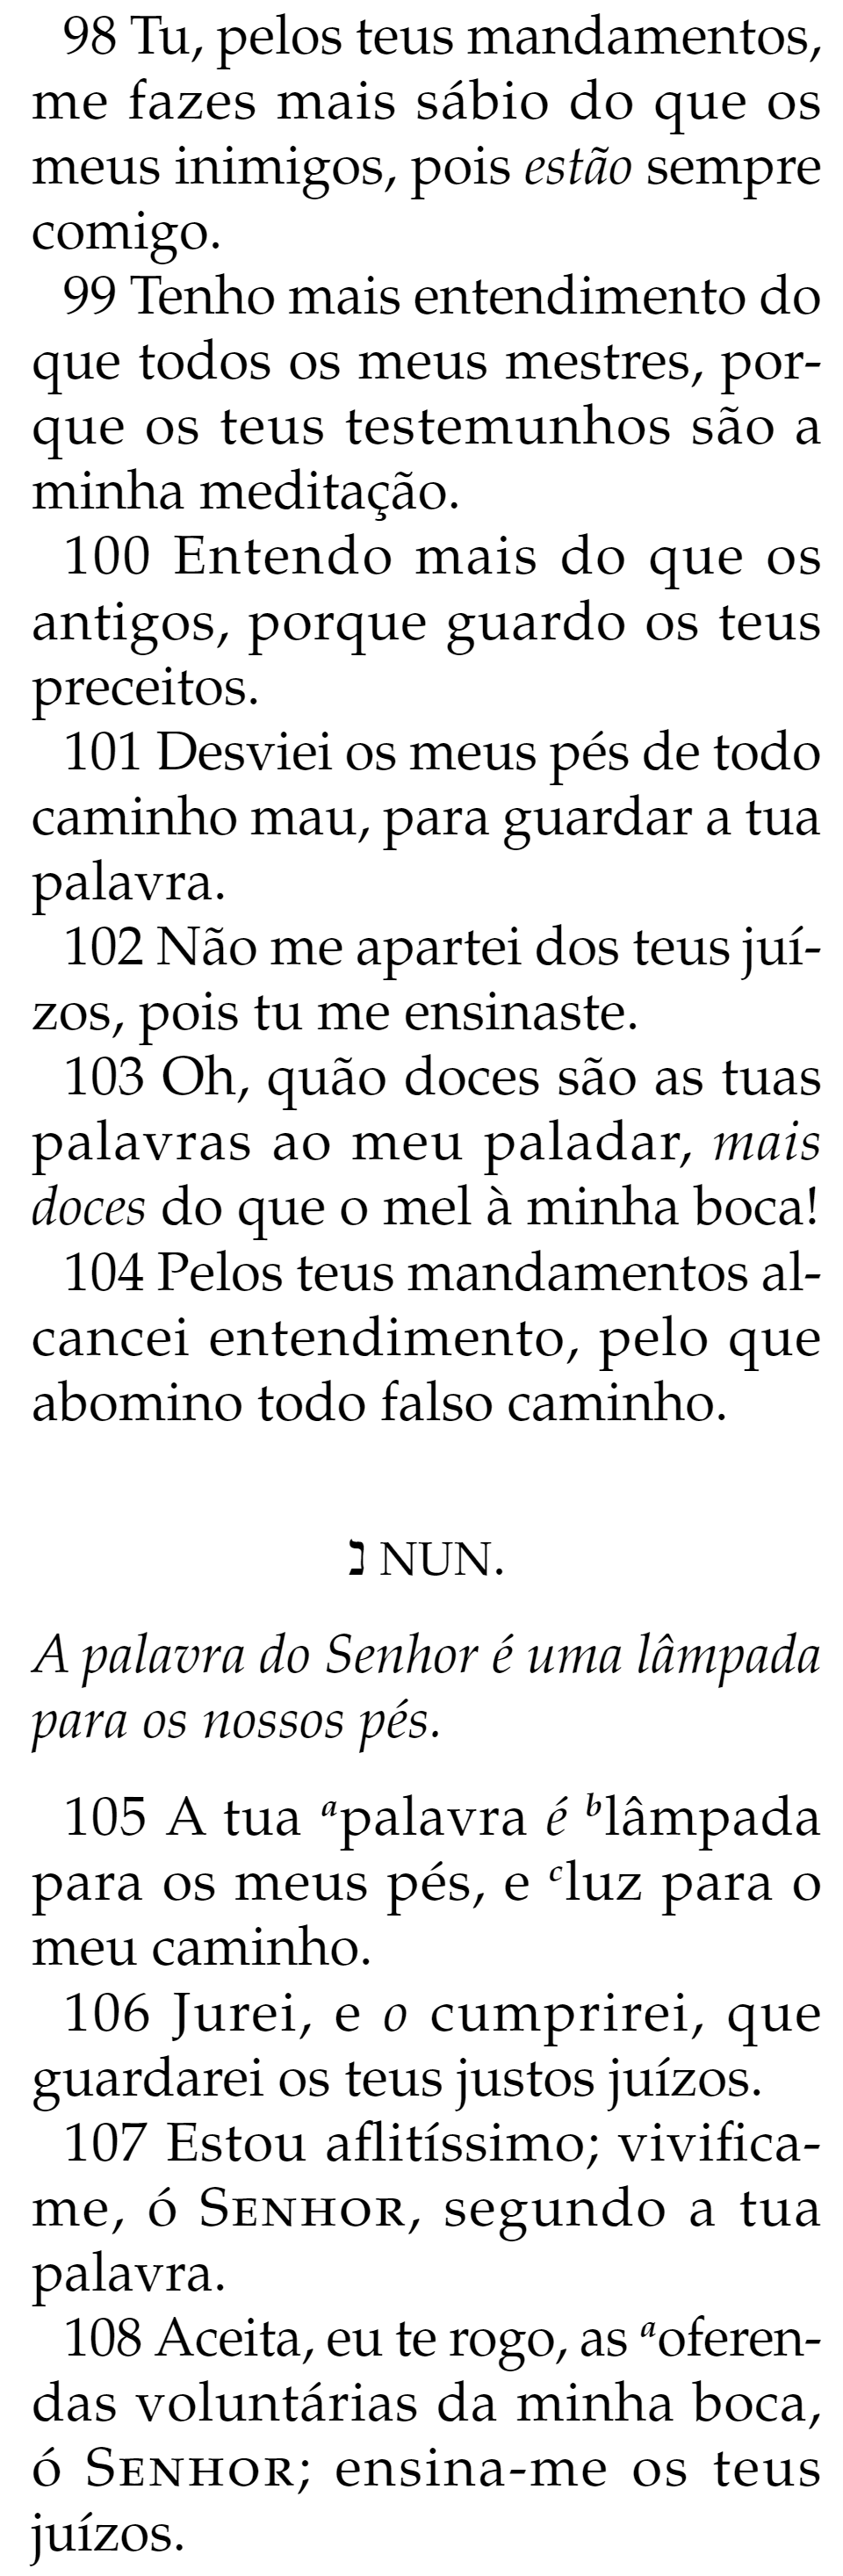 98 Tu, pelos teus mandamentos,
me fazes mais sábio do que os
meus inimigos, pois estão sempre
comigo.
99 Tenho mais entendimento do
que todos os meus mestres, por-
que os teus testemunhos são a
minha meditação.
100 Entendo mais do que os
antigos, porque guardo os teus
preceitos.
101 Desviei os meus pés de todo
caminho mau, para guardar a tua
palavra.
102 Não me apartei dos teus juí-
zos, pois tu me ensinaste.
103 Oh, quão doces são as tuas
palavras ao meu paladar, mais
doces do que o mel à minha boca!
104 Pelos teus mandamentos al-
cancei entendimento, pelo que
abomino todo falso caminho.
נ NUN.
A palavra do Senhor é uma lâmpada
para os nossos pés.
105 A tua ᵃpalavra é ᵇlâmpada
para os meus pés, e ᶜluz para o
meu caminho.
106 Jurei, e o cumprirei, que
guardarei os teus justos juízos.
107 Estou aflitíssimo; vivifica-
me, ó SENHOR, segundo a tua
palavra.
108 Aceita, eu te rogo, as ᵃoferen-
das voluntárias da minha boca,
ó SENHOR; ensina-me os teus
juízos.